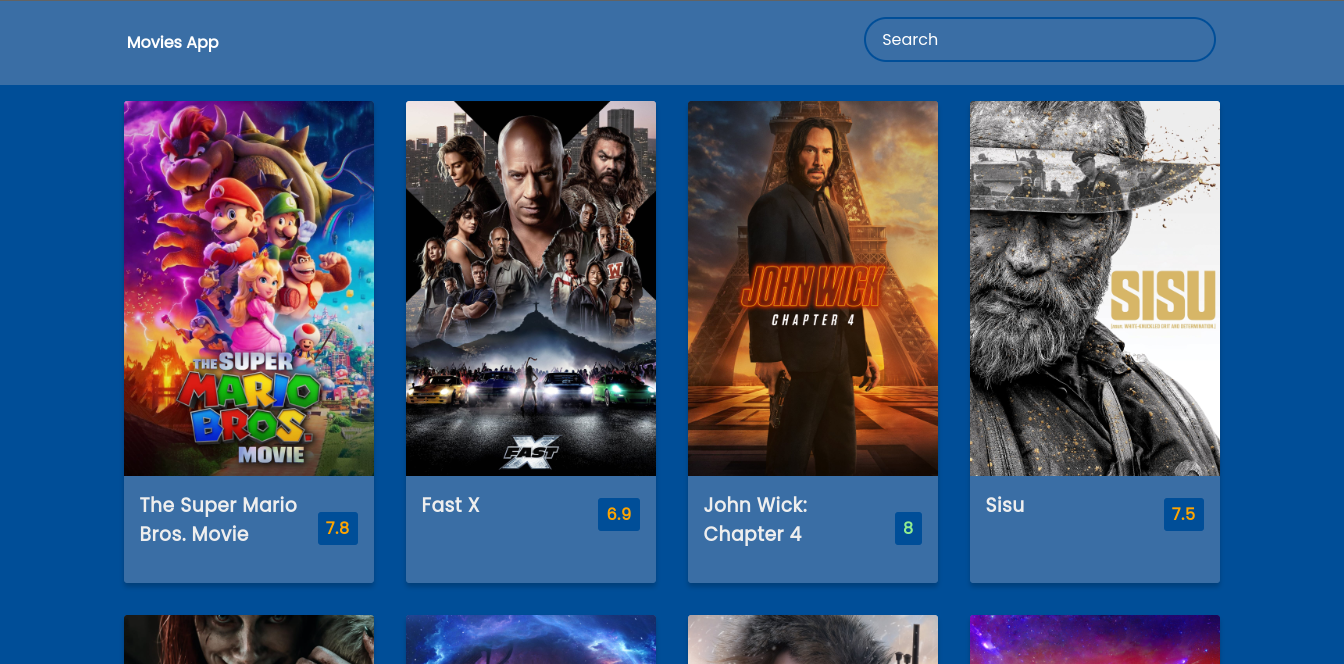 Movies App
Search
THE SUPER
MARIO
BROS.
MOVIE
FAST X
JOHN WICK
CHAPTER 4
SISU
The Super Mario
Bros. Movie
7.8
Fast X
6.9
John Wick:
Chapter 4
8
Sisu
7.5